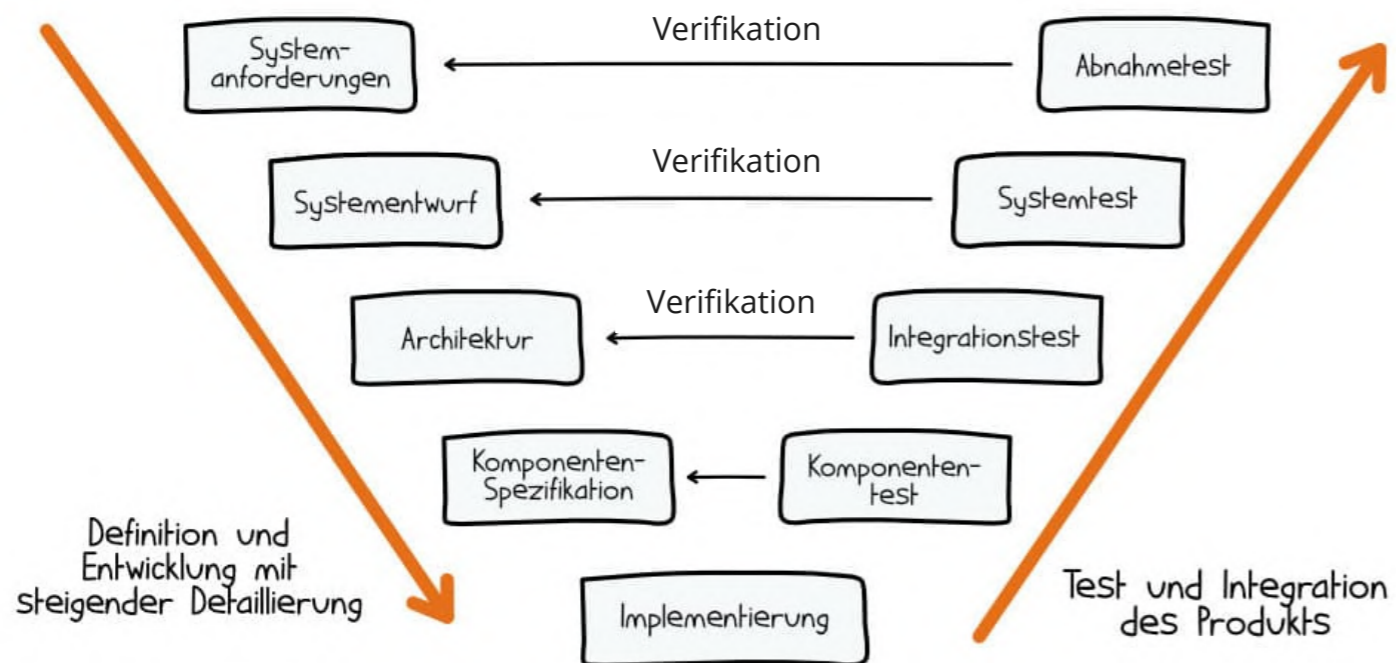 Verifikation
System-
anforderungen
Abnahmetest
Verifikation
Systementwurf
Systemtest
Verifikation
Architektur
Integrationstest
Komponenten-
Spezifikation
Komponenten-
test
Definition und
Entwicklung mit
steigender Detaillierung
Implementierung
Test und Integration
des Produkts